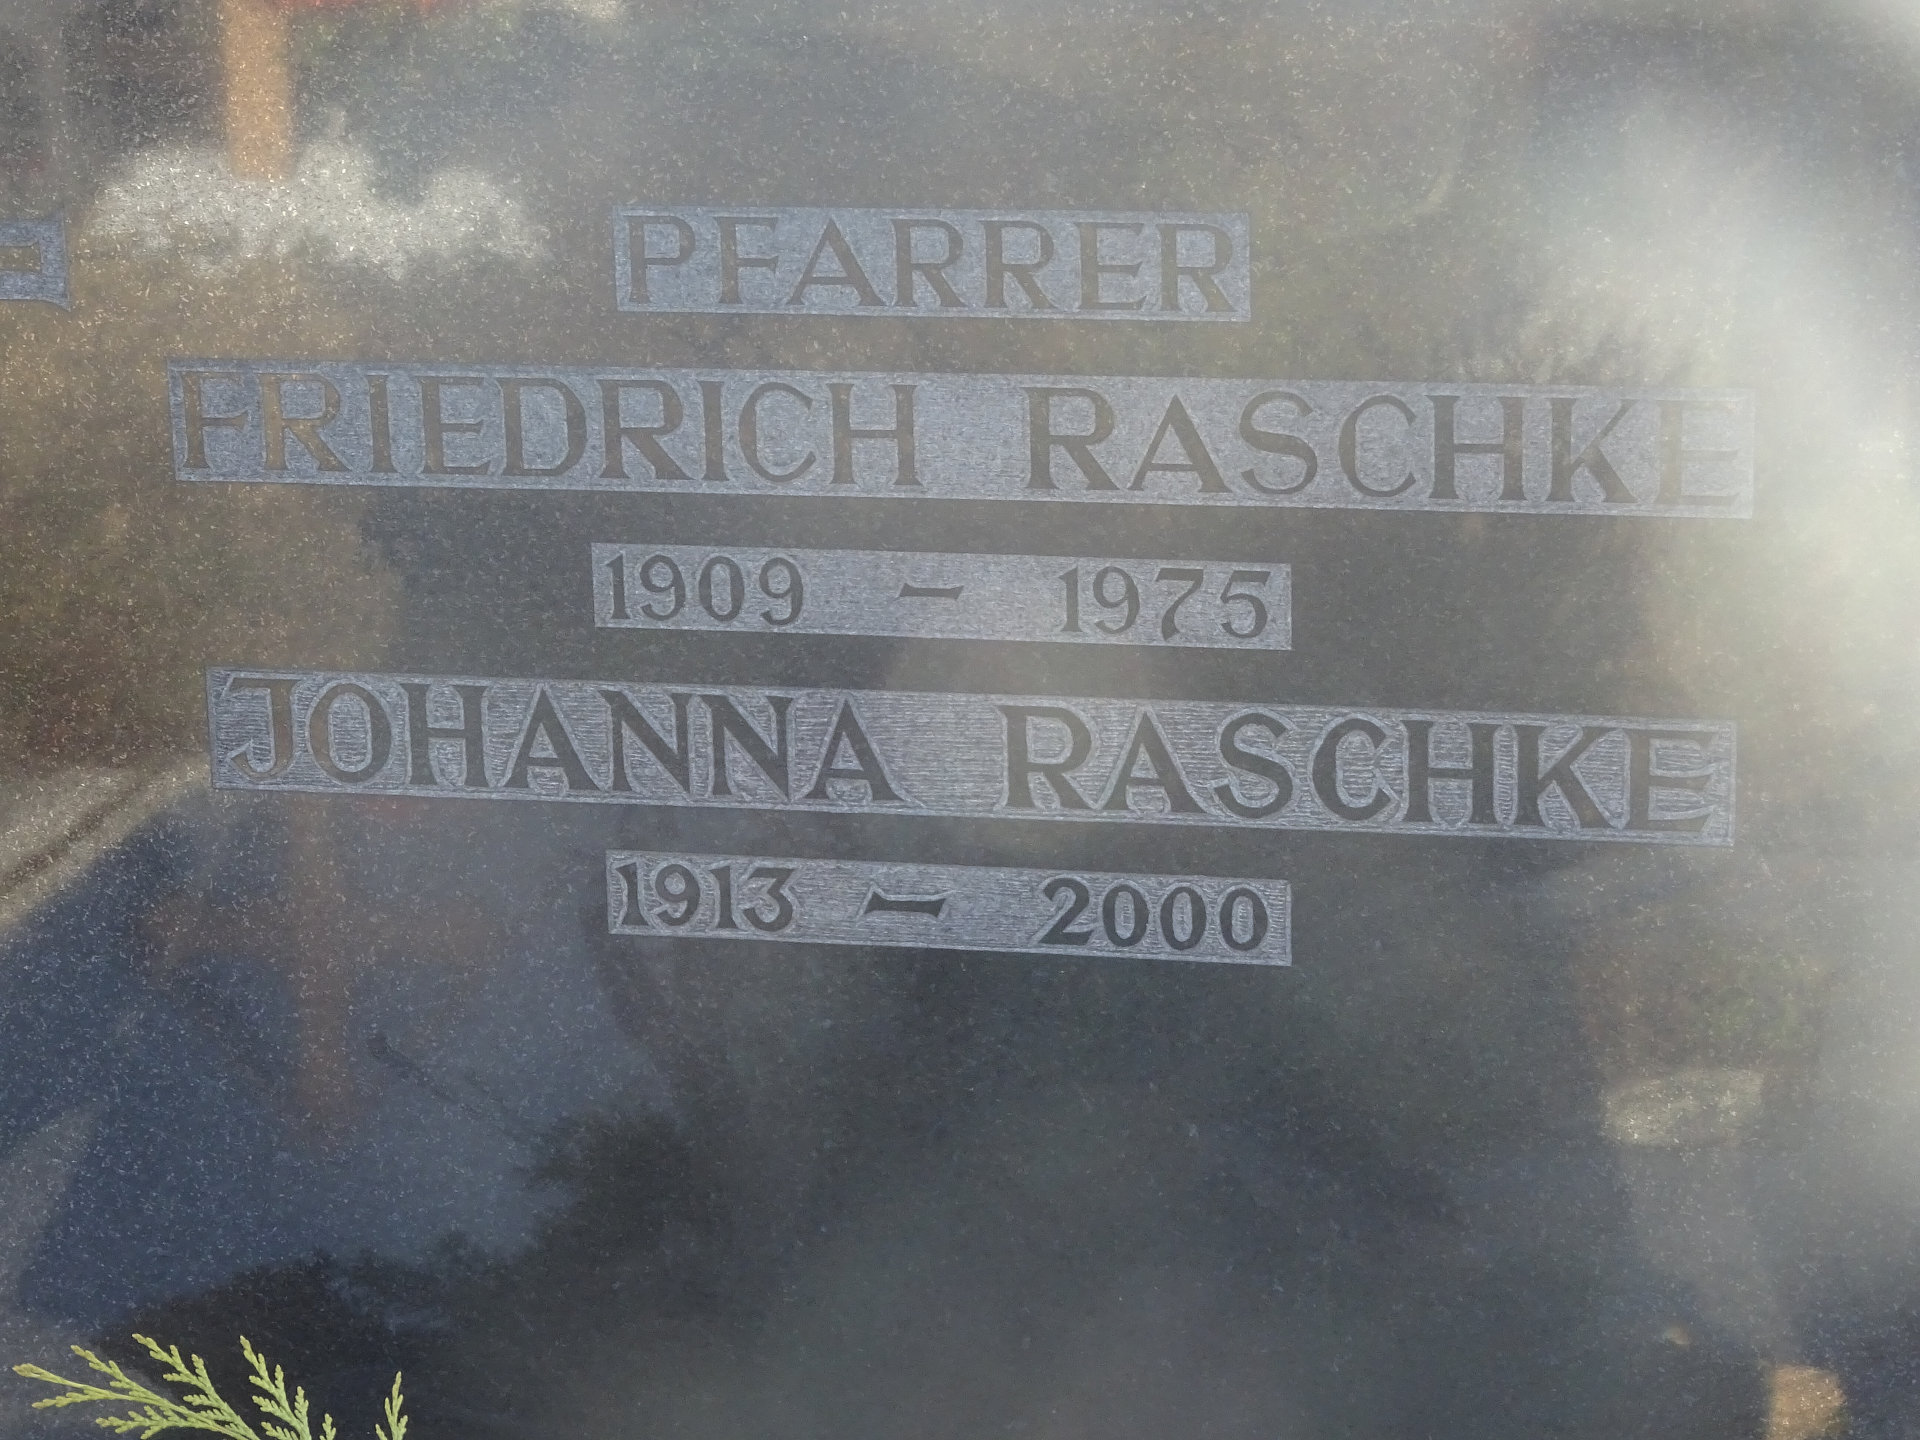 PFARRER
FRIEDRICH RASCHKE
1909 – 1975
JOHANNA RASCHKE
1913 – 2000